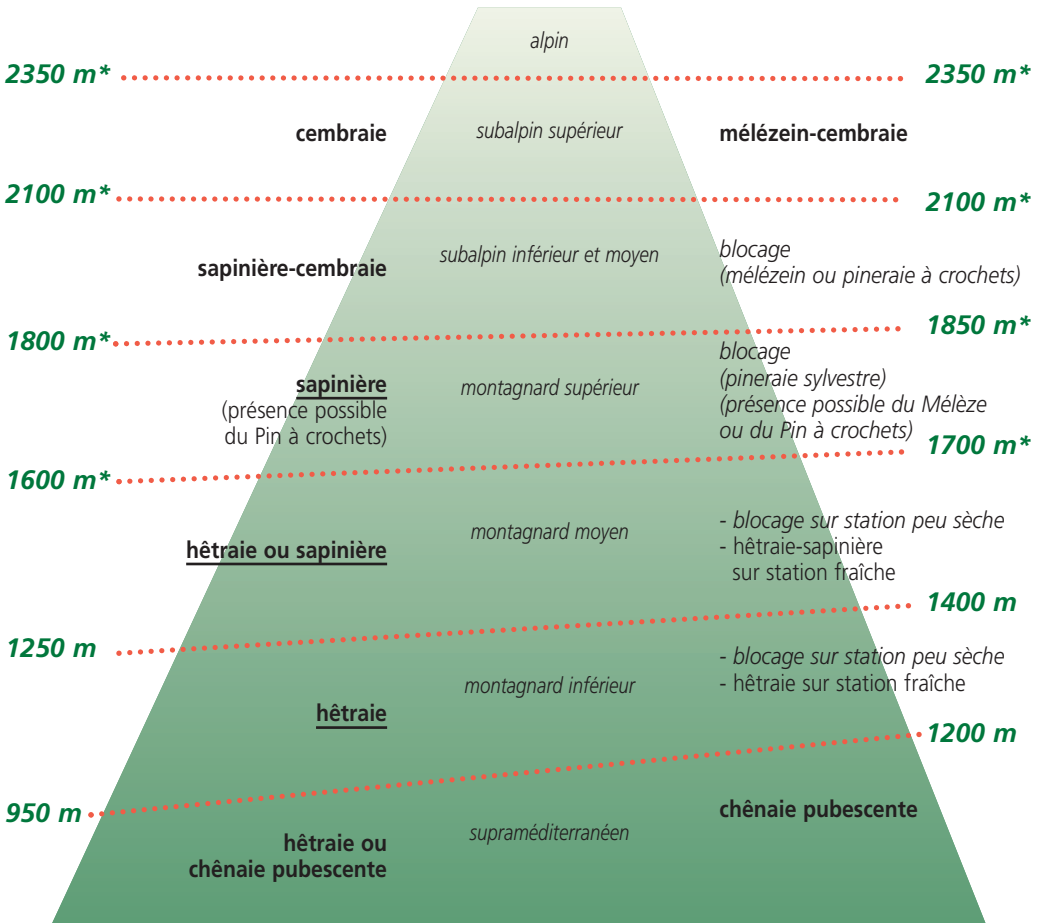 alpin
2350 m*
2350 m*
cembraie
subalpin supérieur
mélézein-cembraie
2100 m*
2100 m*
sapinière-cembraie
subalpin inférieur et moyen
blocage
(mélézein ou pineraie à crochets)
1800 m*
1850 m*
sapinière
(présence possible
du Pin à crochets)
montagnard supérieur
blocage
(pineraie sylvestre)
(présence possible du Mélèze
ou du Pin à crochets)
1600 m*
1700 m*
hêtraie ou sapinière
montagnard moyen
- blocage sur station peu sèche
- hêtraie-sapinière
sur station fraîche
1250 m
1400 m
hêtraie
montagnard inférieur
- blocage sur station peu sèche
- hêtraie sur station fraîche
950 m
1200 m
hêtraie ou
chênaie pubescente
supraméditerranéen
chênaie pubescente